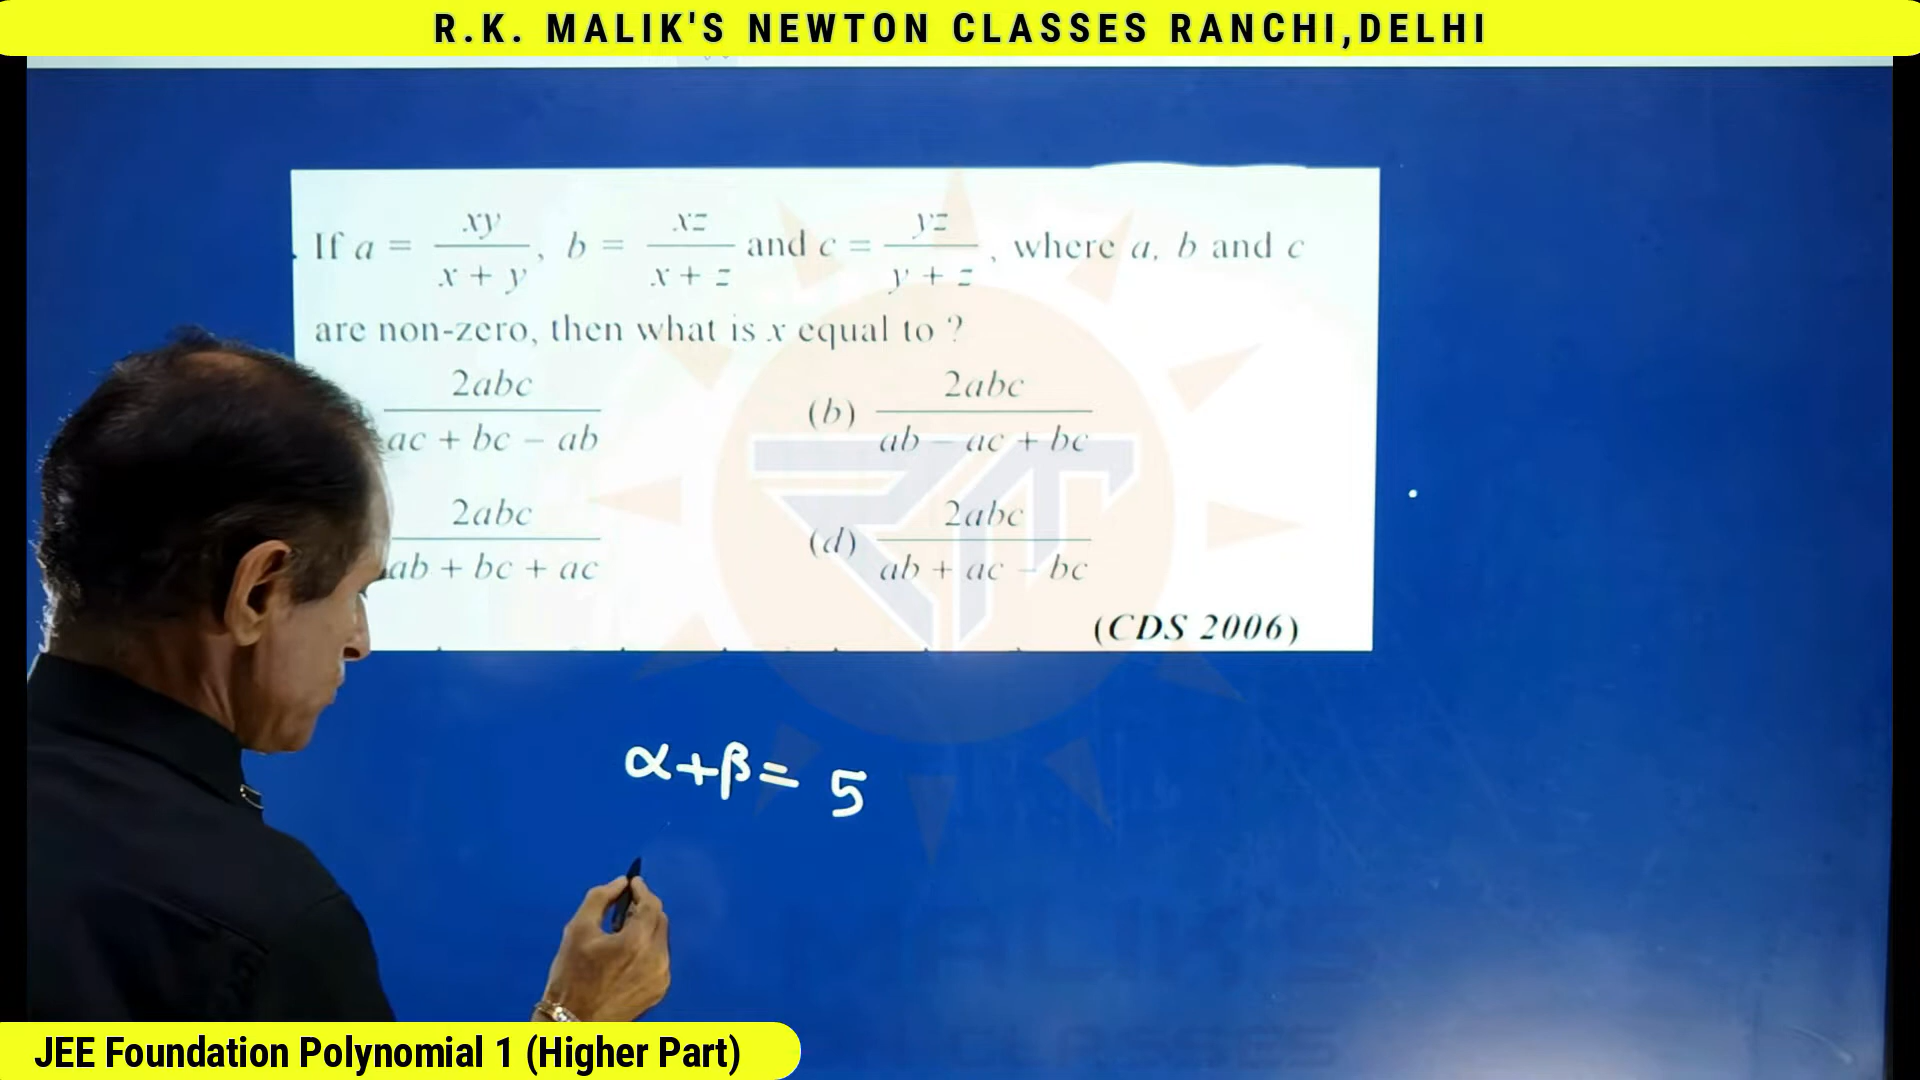 R.K. MALIK'S NEWTON CLASSES RANCHI,DELHI
If a = xy / x + y , b = xz / x + z and c = yz / y + z , where a, b and c
are non-zero, then what is x equal to ?
2abc / ac + bc – ab (b) 2abc / ab – ac + bc
2abc / ab + bc + ac (d) 2abc / ab + ac – bc
(CDS 2006)
α+β= 5
CLASSES
JEE Foundation Polynomial 1 (Higher Part)